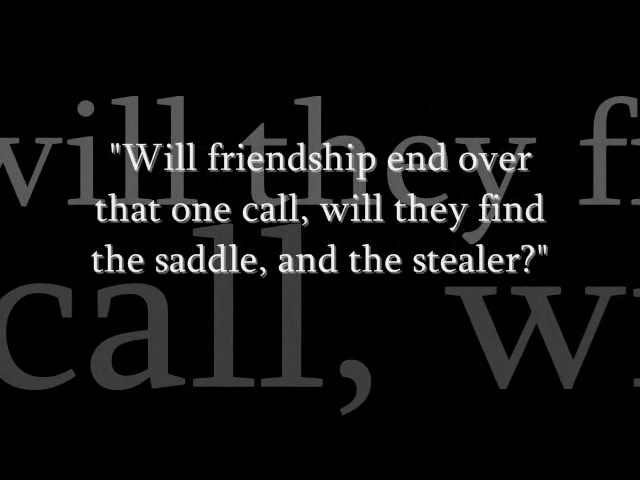 "Will friendship end over
that one call, will they find
the saddle, and the stealer?"
will they f
call, w